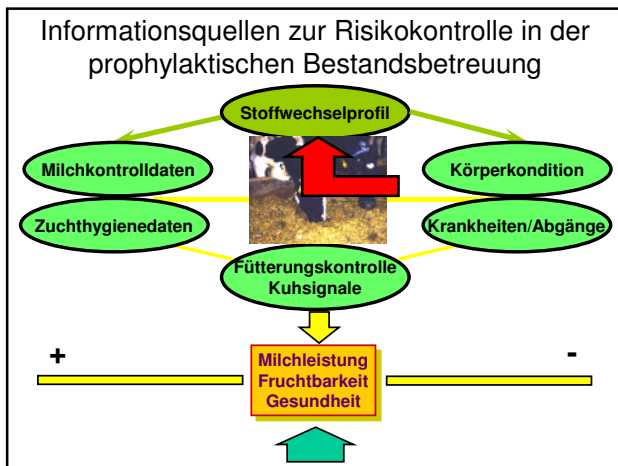 Informationsquellen zur Risikokontrolle in der
prophylaktischen Bestandsbetreuung
Stoffwechselprofil
Milchkontrolldaten
Körperkondition
Zuchthygienedaten
Krankheiten/Abgänge
Fütterungskontrolle
Kuhsignale
+
-
Milchleistung
Fruchtbarkeit
Gesundheit